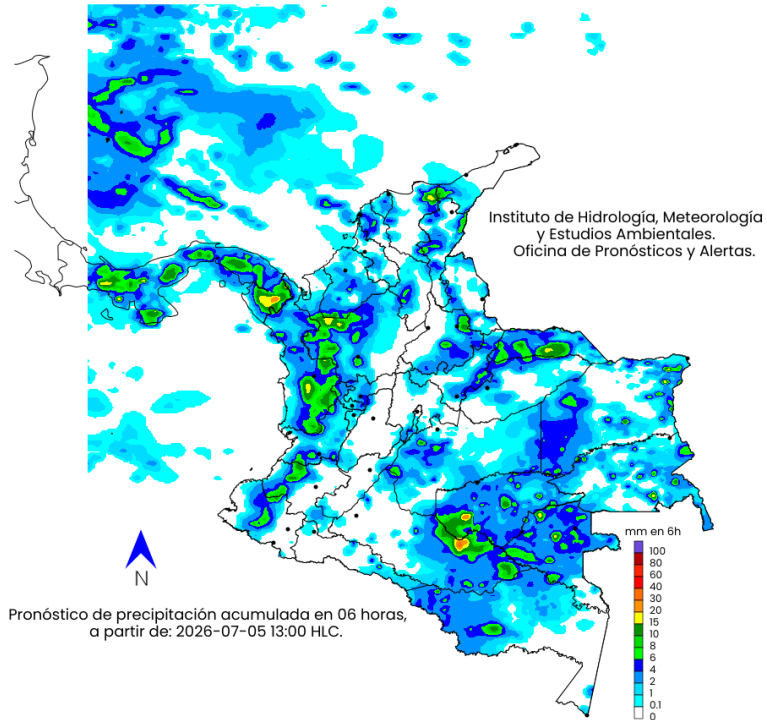 Instituto de Hidrología, Meteorología
y Estudios Ambientales.
Oficina de Pronósticos y Alertas.
N
Pronóstico de precipitación acumulada en 06 horas,
a partir de: 2026-07-05 13:00 HLC.
mm en 6h
100
80
60
40
30
20
15
10
8
6
4
2
1
0.1
0